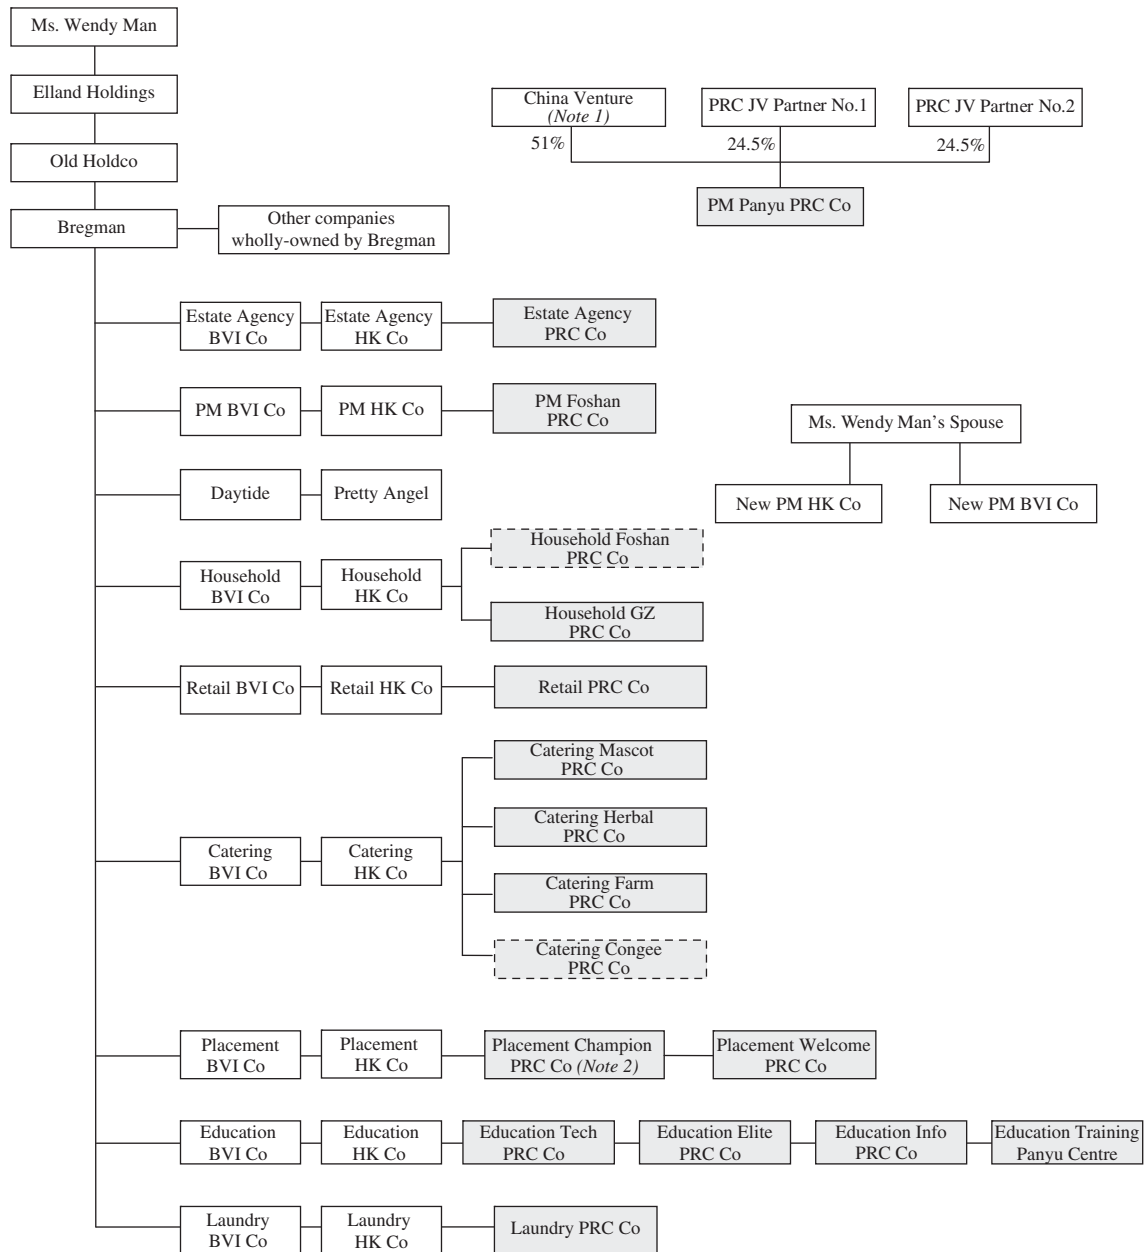 Ms. Wendy Man
Elland Holdings
Old Holdco
Bregman
Other companies
wholly-owned by Bregman
China Venture
(Note 1)
PRC JV Partner No.1
PRC JV Partner No.2
51%
24.5%
24.5%
PM Panyu PRC Co
Estate Agency
BVI Co
Estate Agency
HK Co
Estate Agency
PRC Co
PM BVI Co
PM HK Co
PM Foshan
PRC Co
Ms. Wendy Man's Spouse
New PM HK Co
New PM BVI Co
Daytide
Pretty Angel
Household
BVI Co
Household
HK Co
Household Foshan
PRC Co
Household GZ
PRC Co
Retail BVI Co
Retail HK Co
Retail PRC Co
Catering
BVI Co
Catering
HK Co
Catering Mascot
PRC Co
Catering Herbal
PRC Co
Catering Farm
PRC Co
Catering Congee
PRC Co
Placement
BVI Co
Placement
HK Co
Placement Champion
PRC Co (Note 2)
Placement Welcome
PRC Co
Education
BVI Co
Education
HK Co
Education Tech
PRC Co
Education Elite
PRC Co
Education Info
PRC Co
Education Training
Panyu Centre
Laundry
BVI Co
Laundry
HK Co
Laundry PRC Co